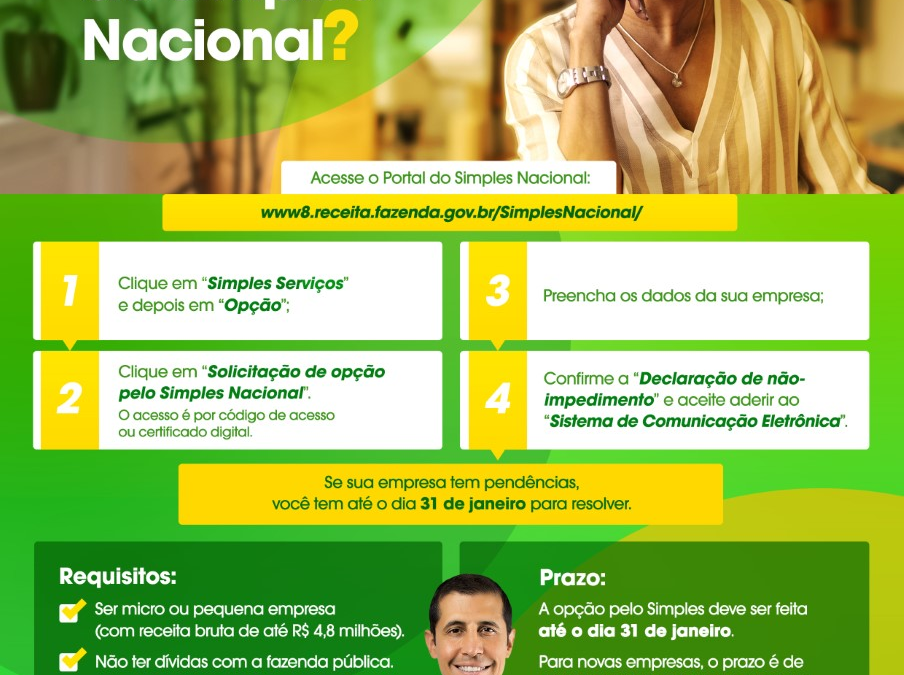 Nacional?
Acesse o Portal do Simples Nacional:
www8.receita.fazenda.gov.br/SimplesNacional/
1
Clique em “Simples Serviços”
e depois em “Opção”;
2
Clique em “Solicitação de opção
pelo Simples Nacional”.
O acesso é por código de acesso
ou certificado digital.
3
Preencha os dados da sua empresa;
4
Confirme a “Declaração de não-
impedimento” e aceite aderir ao
“Sistema de Comunicação Eletrônica”.
Se sua empresa tem pendências,
você tem até o dia 31 de janeiro para resolver.
Requisitos:
Ser micro ou pequena empresa
(com receita bruta de até R$ 4,8 milhões).
Não ter dívidas com a fazenda pública.
Prazo:
A opção pelo Simples deve ser feita
até o dia 31 de janeiro.
Para novas empresas, o prazo é de